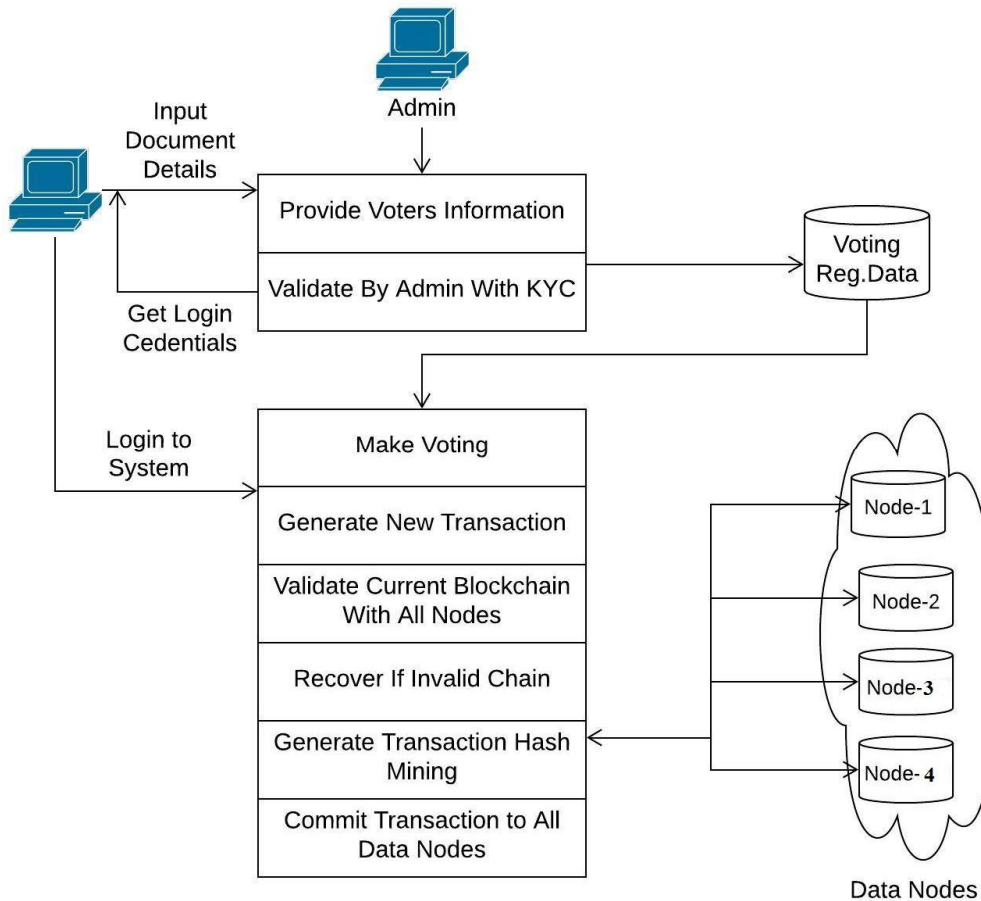 Admin
Input
Document
Details
Provide Voters Information
Validate By Admin With KYC
Voting
Reg.Data
Get Login
Cedentials
Login to
System
Make Voting
Generate New Transaction
Validate Current Blockchain
With All Nodes
Recover If Invalid Chain
Generate Transaction Hash
Mining
Commit Transaction to All
Data Nodes
Node-1
Node-2
Node-3
Node- 4
Data Nodes